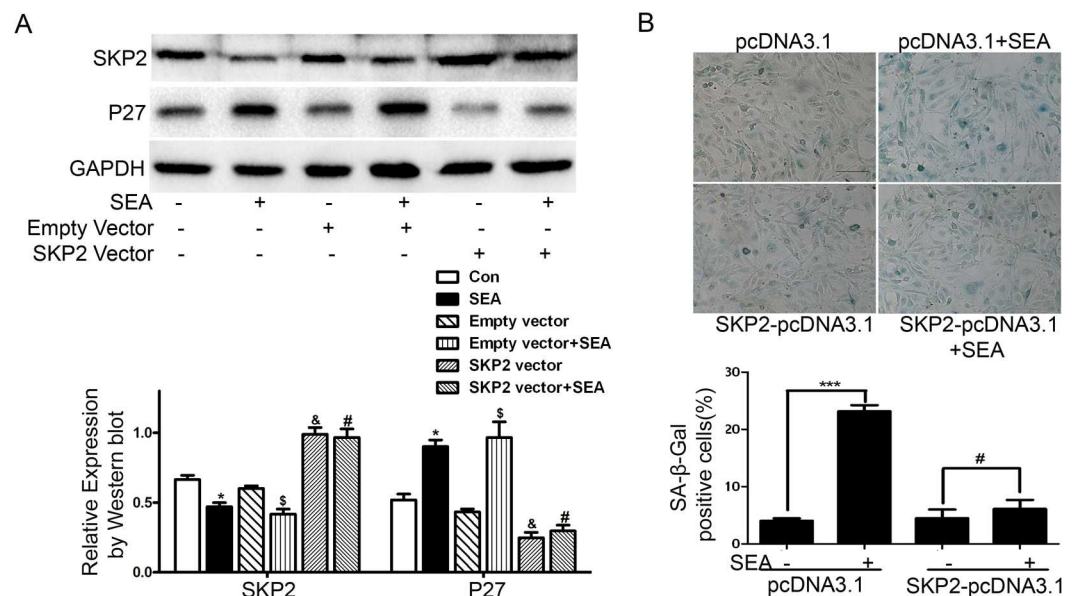 A
SKP2
P27
GAPDH
SEA - + - + - +
Empty Vector - - + + - -
SKP2 Vector - - - - + +
Con
SEA
Empty vector
Empty vector+SEA
SKP2 vector
SKP2 vector+SEA
Relative Expression
by Western blot
1.0
0.5
0.0
* $ & #
* $ & #
SKP2 P27
B
pcDNA3.1 pcDNA3.1+SEA
SKP2-pcDNA3.1 SKP2-pcDNA3.1
+SEA
SA-β-Gal
positive cells(%)
30
20
10
0
***
#
SEA - + - +
pcDNA3.1 SKP2-pcDNA3.1